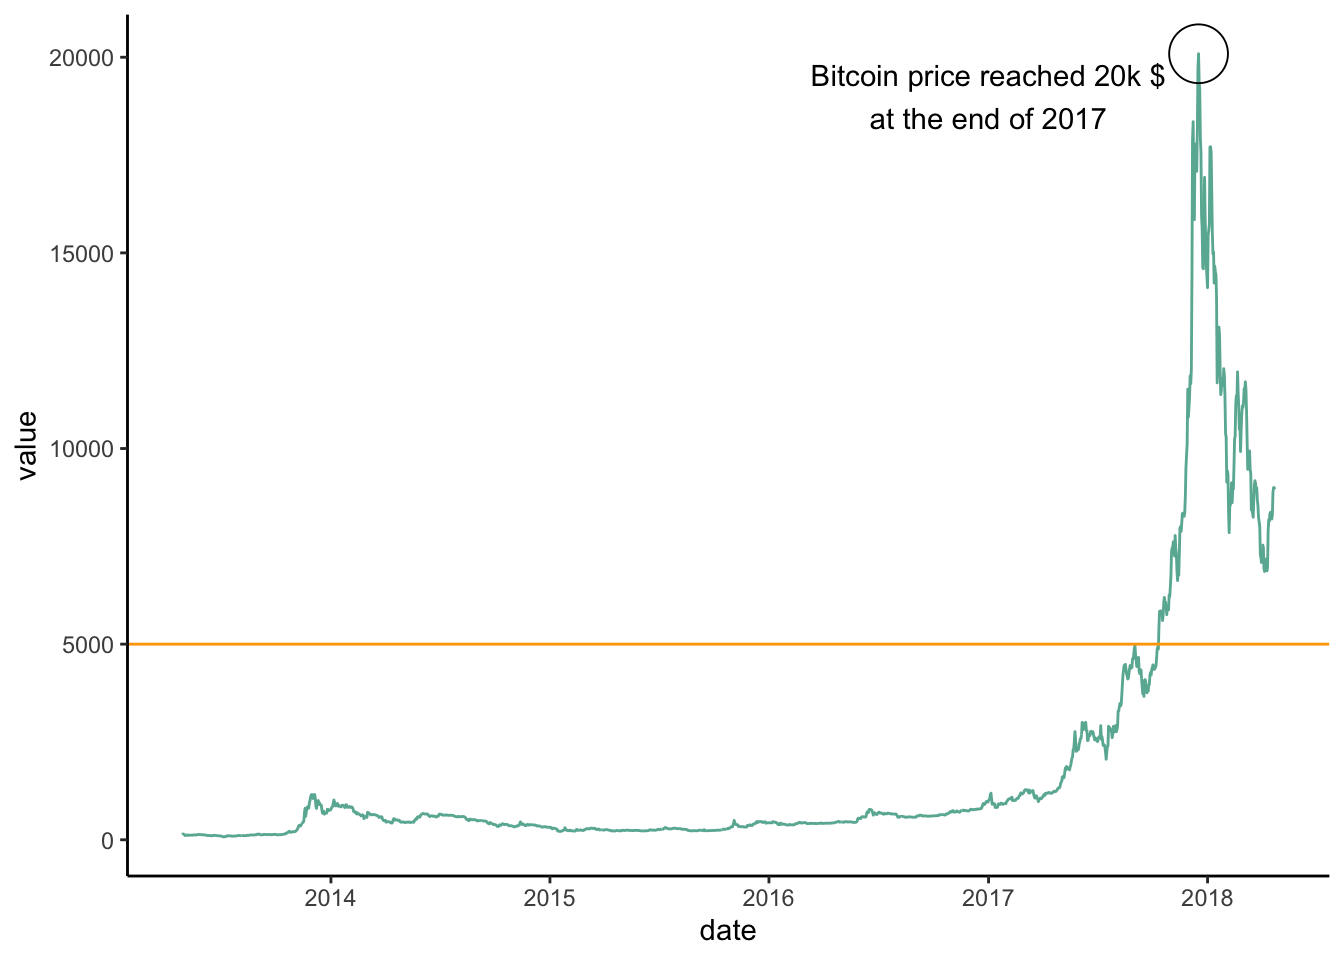 20000
Bitcoin price reached 20k $
at the end of 2017
15000
10000
value
5000
0
2014 2015 2016 2017 2018
date